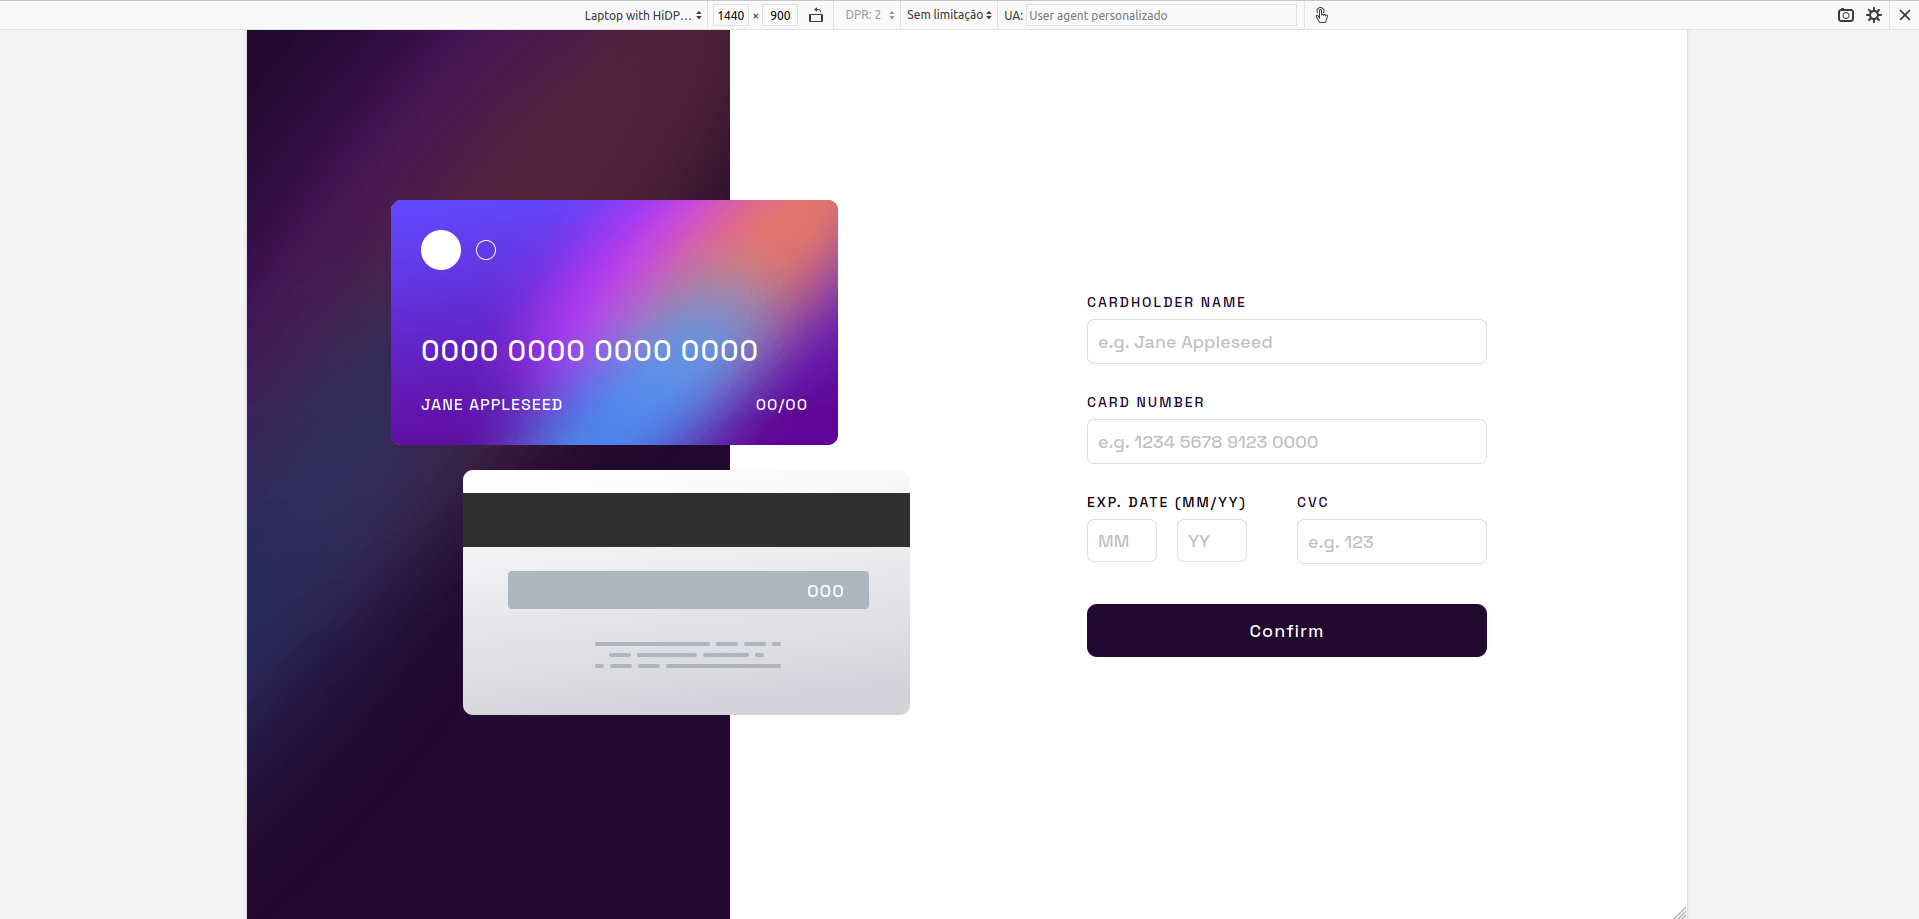 Laptop with HiDP... 1440 × 900 DPR: 2 Sem limitação UA: User agent personalizado
0000 0000 0000 0000
JANE APPLESEED 00/00
000
CARDHOLDER NAME
e.g. Jane Appleseed
CARD NUMBER
e.g. 1234 5678 9123 0000
EXP. DATE (MM/YY) CVC
MM YY e.g. 123
Confirm